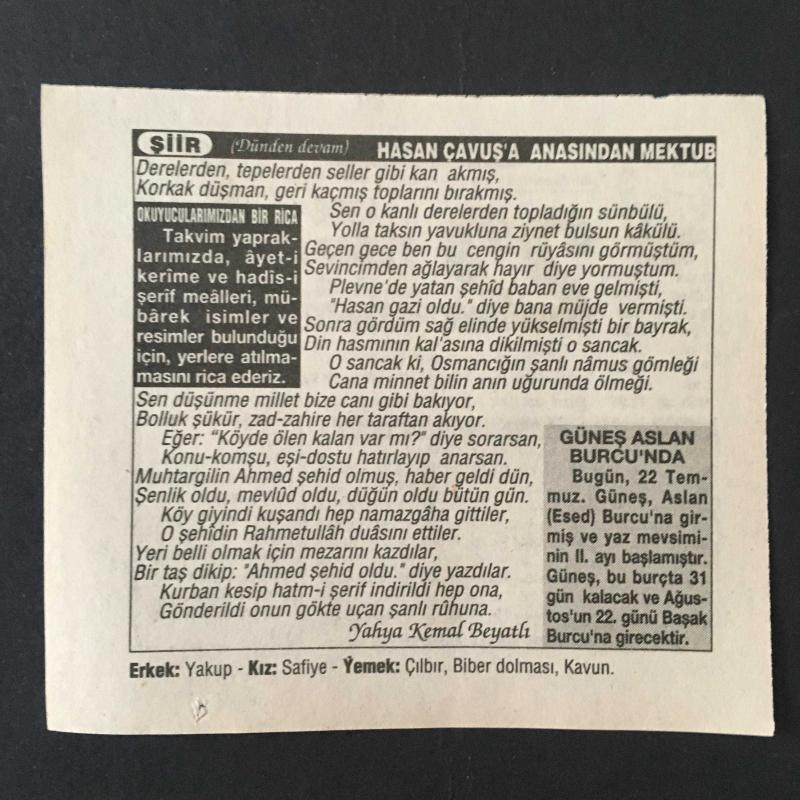 ŞİİR (Dünden devam) HASAN ÇAVUŞ'A ANASINDAN MEKTUB
Derelerden, tepelerden seller gibi kan akmış,
Korkak düşman, geri kaçmış toplarını bırakmış.
Sen o kanlı derelerden topladığın sünbülü,
Yolla taksın yavukluna ziynet bulsun kâkülü.
Geçen gece ben bu cengin rüyâsını görmüştüm,
Sevincimden ağlayarak hayır diye yormuştum.
Plevne'de yatan şehîd baban eve gelmişti,
"Hasan gazi oldu." diye bana müjde vermişti.
Sonra gördüm sağ elinde yükselmişti bir bayrak,
Din hasmının kal'asına dikilmişti o sancak.
O sancak ki, Osmancığın şanlı nâmus gömleği
Cana minnet bilin anın uğurunda ölmeği.
OKUYUCULARIMIZDAN BİR RİCA
Takvim yaprak-
larımızda, âyet-i
kerîme ve hadîs-i
şerif meâlleri, mü-
bârek isimler ve
resimler bulunduğu
için, yerlere atılma-
masını rica ederiz.
Sen düşünme millet bize canı gibi bakıyor,
Bolluk şükür, zad-zahire her taraftan akıyor.
Eğer: "Köyde ölen kalan var mı?" diye sorarsan,
Konu-komşu, eşi-dostu hatırlayıp anarsan.
Muhtargilin Ahmed şehid olmuş, haber geldi dün,
Şenlik oldu, mevlûd oldu, düğün oldu bütün gün.
Köy giyindi kuşandı hep namazgâha gittiler,
O şehîdin Rahmetullâh duâsını ettiler.
Yeri belli olmak için mezarını kazdılar,
Bir taş dikip: "Ahmed şehid oldu." diye yazdılar.
Kurban kesip hatm-i şerif indirildi hep ona,
Gönderildi onun gökte uçan şanlı rûhuna.
Yahya Kemal Beyatlı
GÜNEŞ ASLAN
BURCU'NDA
Bugün, 22 Tem-
muz. Güneş, Aslan
(Esed) Burcu'na gir-
miş ve yaz mevsimi-
nin II. ayı başlamıştır.
Güneş, bu burçta 31
gün kalacak ve Ağus-
tos'un 22. günü Başak
Burcu'na girecektir.
Erkek: Yakup - Kız: Safiye - Yemek: Çılbır, Biber dolması, Kavun.